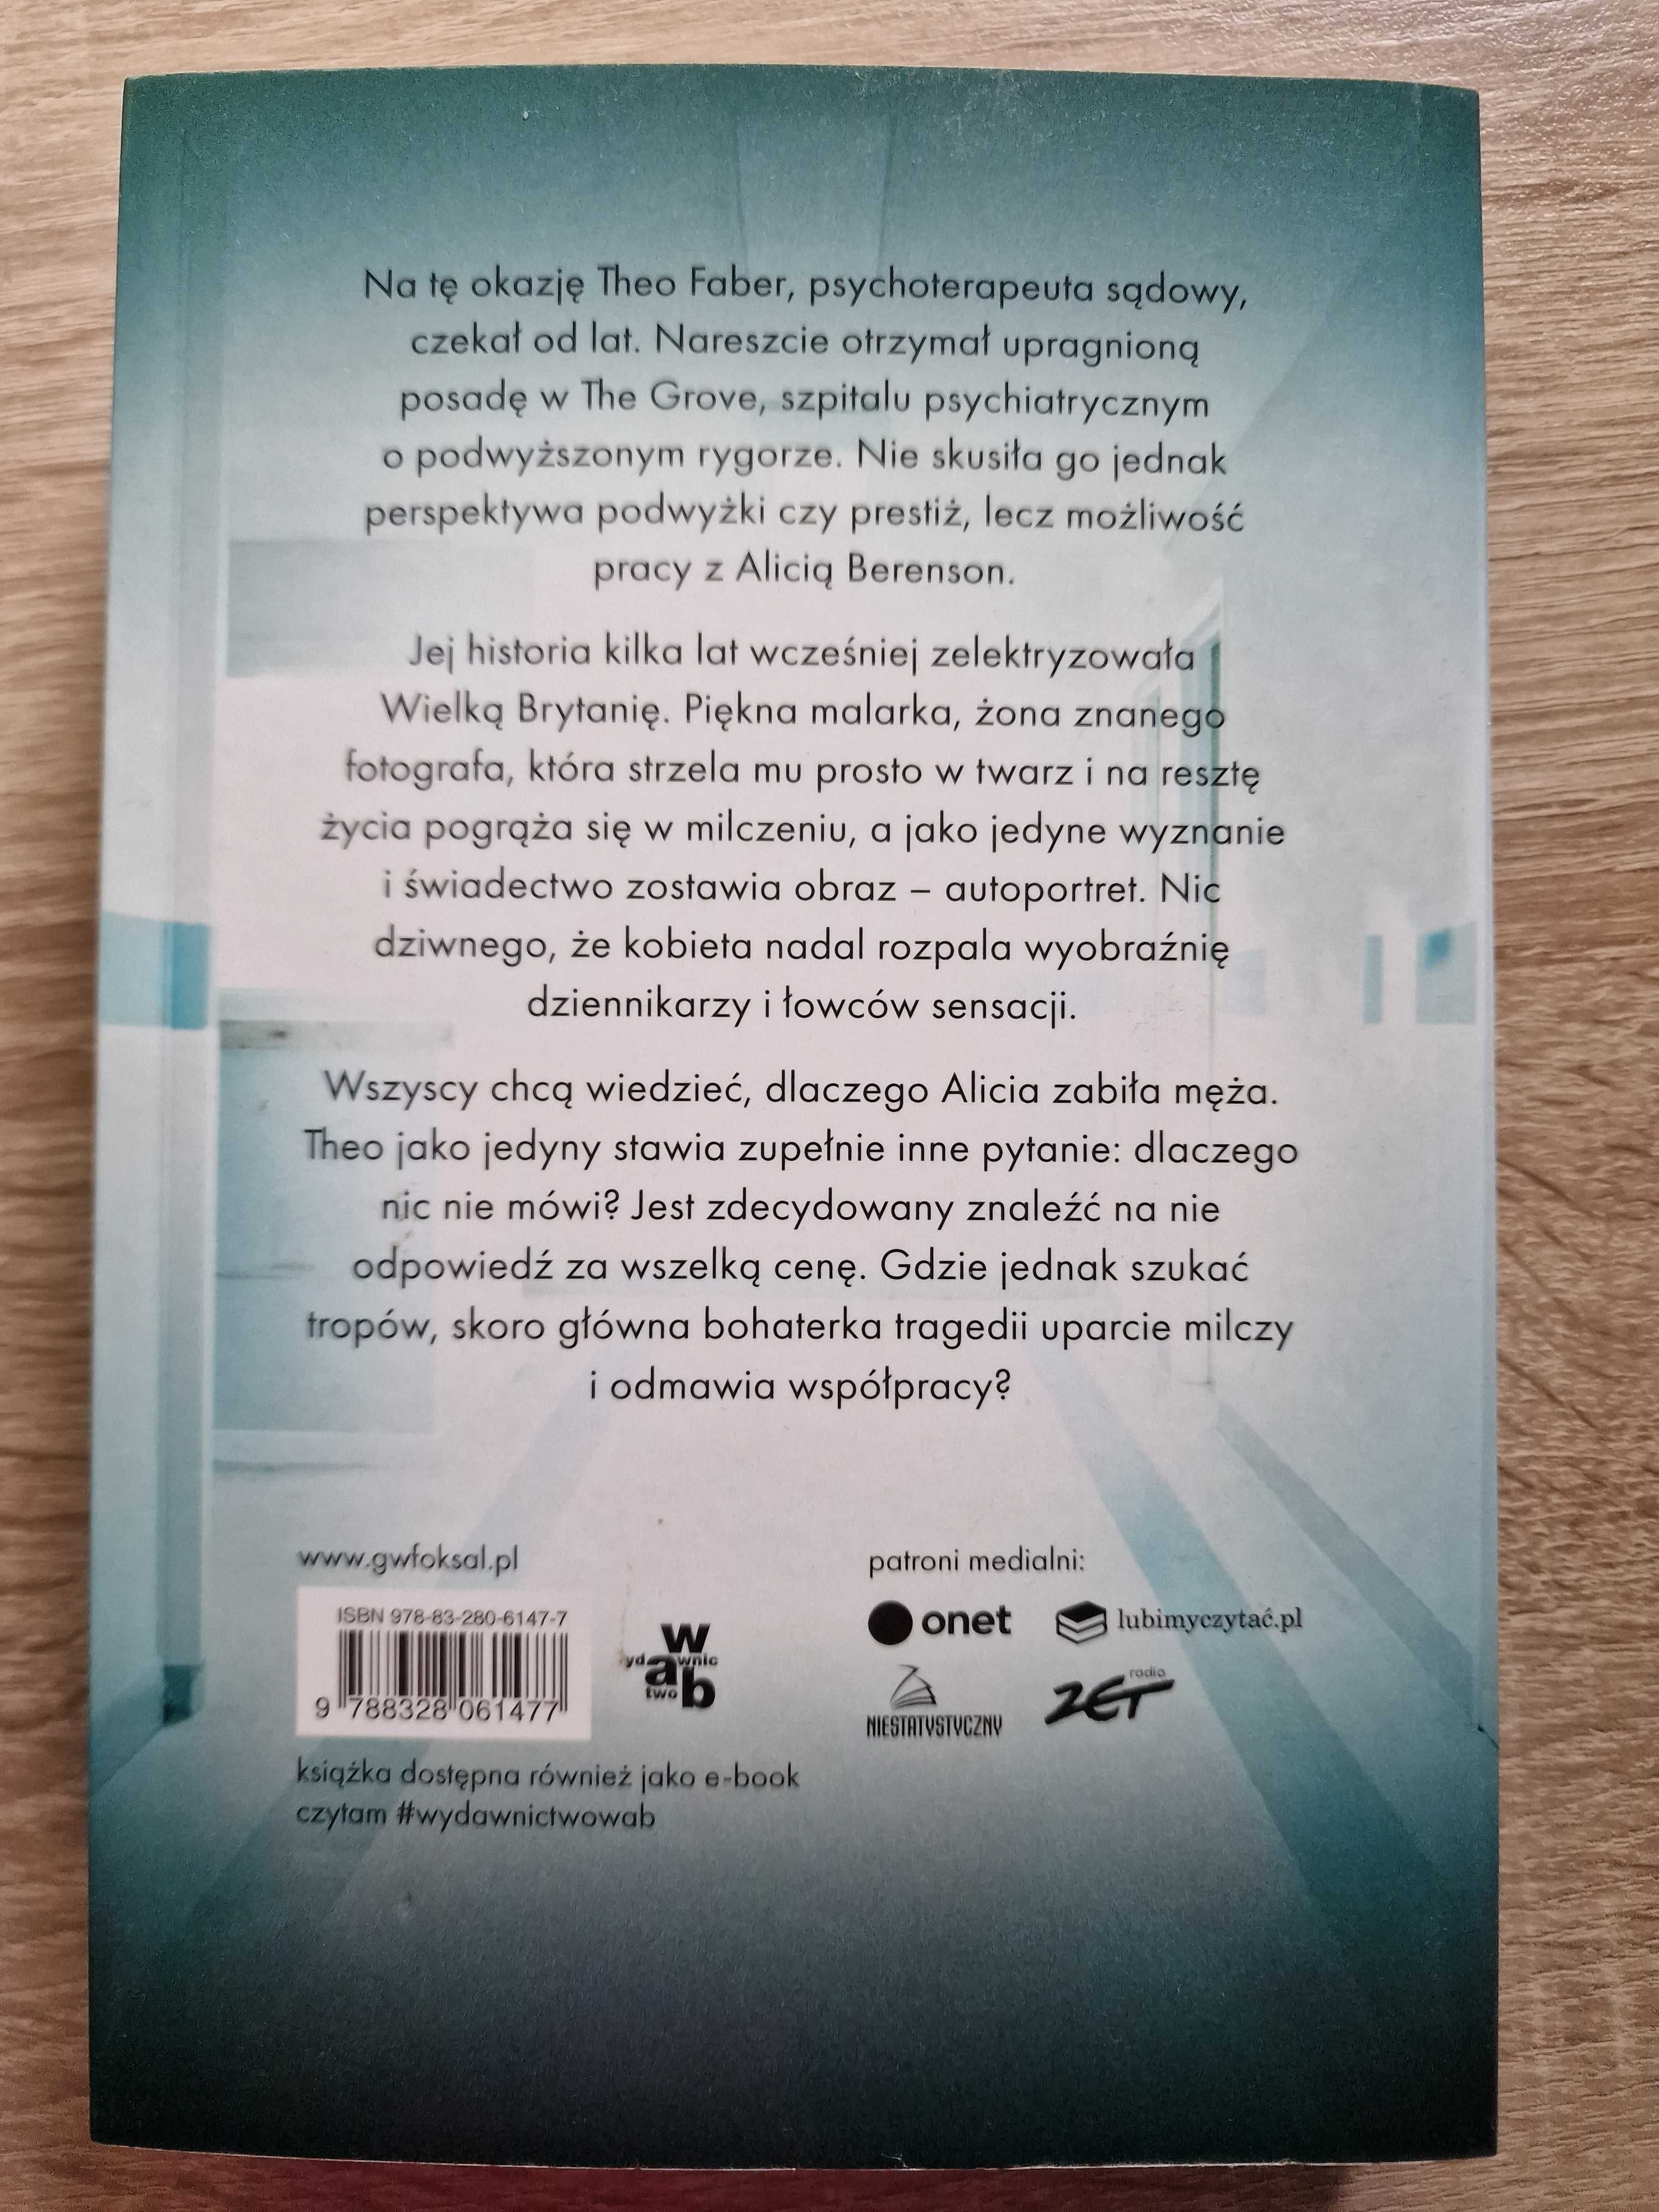 Na tę okazję Theo Faber, psychoterapeuta sądowy,
czekał od lat. Nareszcie otrzymał upragnioną
posadę w The Grove, szpitalu psychiatrycznym
o podwyższonym rygorze. Nie skusiła go jednak
perspektywa podwyżki czy prestiż, lecz możliwość
pracy z Alicią Berenson.
Jej historia kilka lat wcześniej zelektryzowała
Wielką Brytanię. Piękna malarka, żona znanego
fotografa, która strzela mu prosto w twarz i na resztę
życia pogrąża się w milczeniu, a jako jedyne wyznanie
i świadectwo zostawia obraz – autoportret. Nic
dziwnego, że kobieta nadal rozpala wyobraźnię
dziennikarzy i łowców sensacji.
Wszyscy chcą wiedzieć, dlaczego Alicia zabiła męża.
Theo jako jedyny stawia zupełnie inne pytanie: dlaczego
nic nie mówi? Jest zdecydowany znaleźć na nie
odpowiedź za wszelką cenę. Gdzie jednak szukać
tropów, skoro główna bohaterka tragedii uparcie milczy
i odmawia współpracy?
www.gwfoksal.pl
ISBN 978-83-280-6147-7
9 788328 061477
w
ydawnic
a
two b
książka dostępna również jako e-book
czytam #wydawnictwowab
patroni medialni:
onet
lubimyczytać.pl
NIESTATYSTYCZNY
radio
ZET